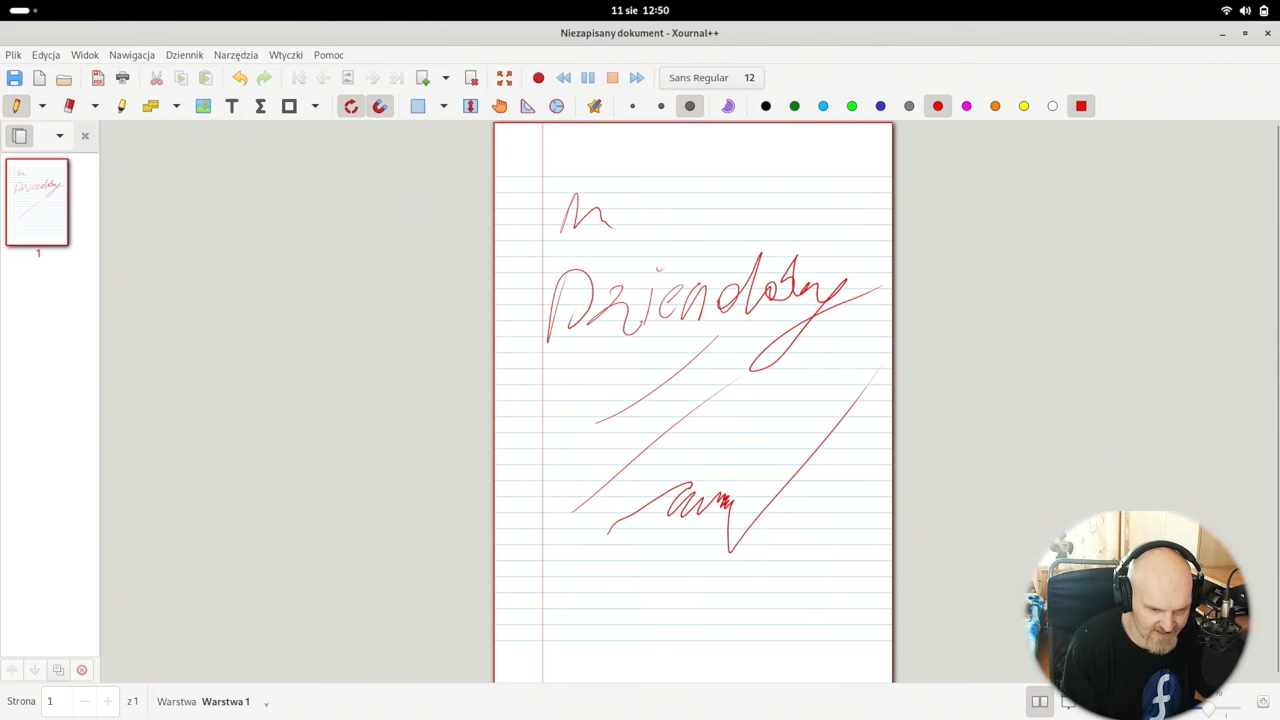 11 sie 12:50
Niezapisany dokument - Xournal++
Plik Edycja Widok Nawigacja Dziennik Narzędzia Wtyczki Pomoc
Sans Regular 12
Dziendoby
1
Strona 1 z 1 Warstwa Warstwa 1